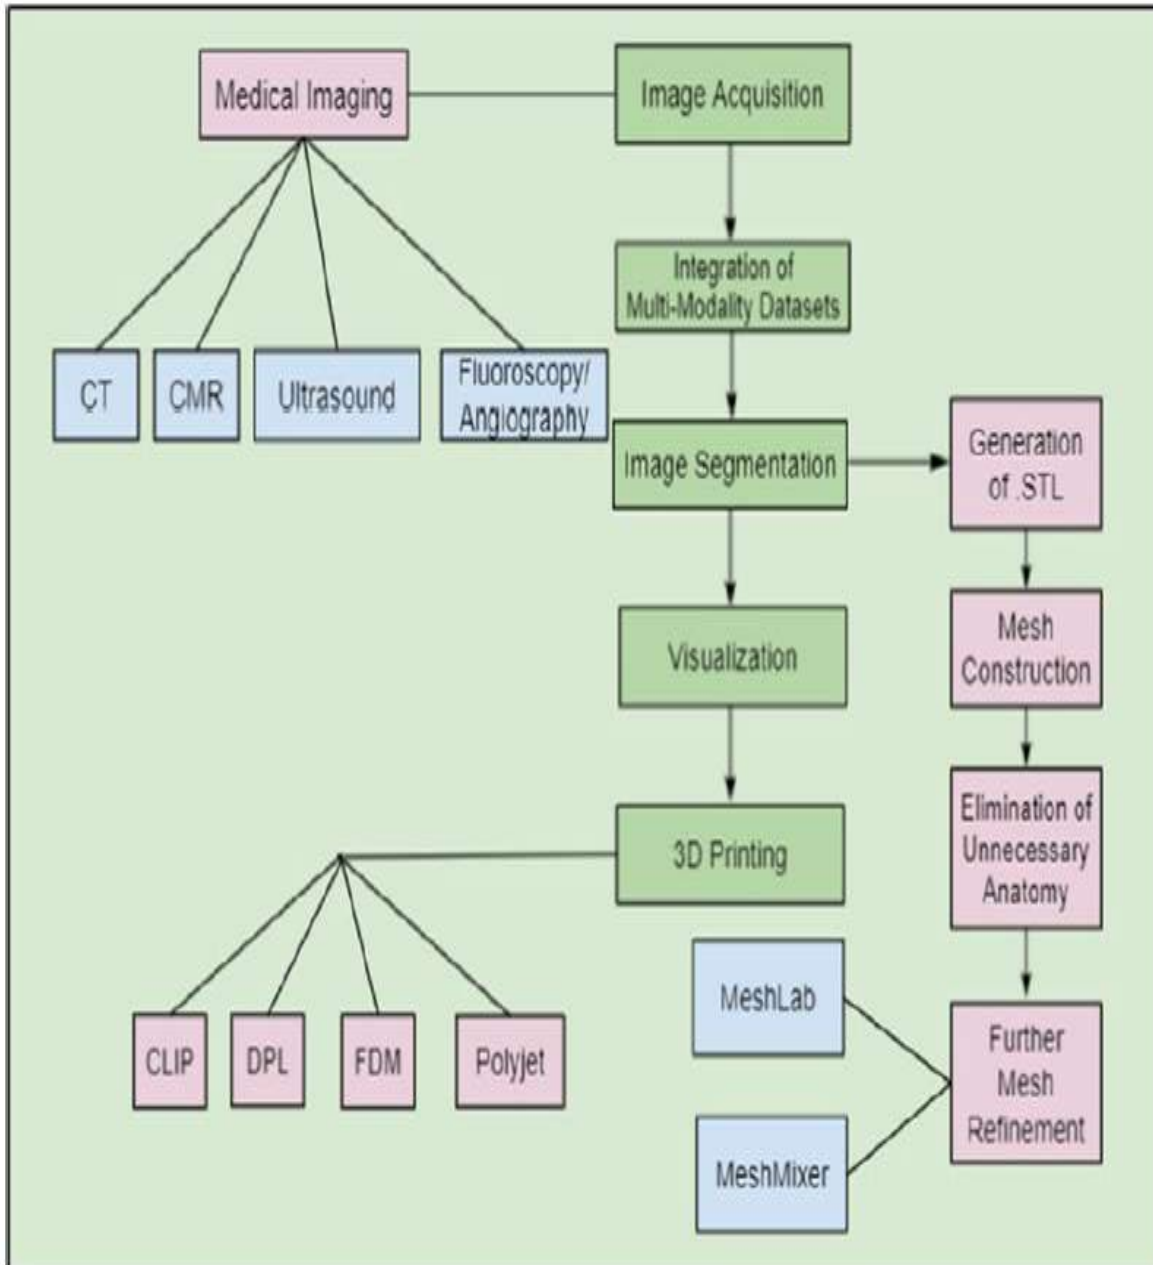 Medical Imaging
Image Acquisition
Integration of
Multi-Modality Datasets
CT
CMR
Ultrasound
Fluoroscopy/
Angiography
Image Segmentation
Generation
of .STL
Visualization
Mesh
Construction
3D Printing
Elimination of
Unnecessary
Anatomy
MeshLab
CLIP
DPL
FDM
Polyjet
Further
Mesh
Refinement
MeshMixer